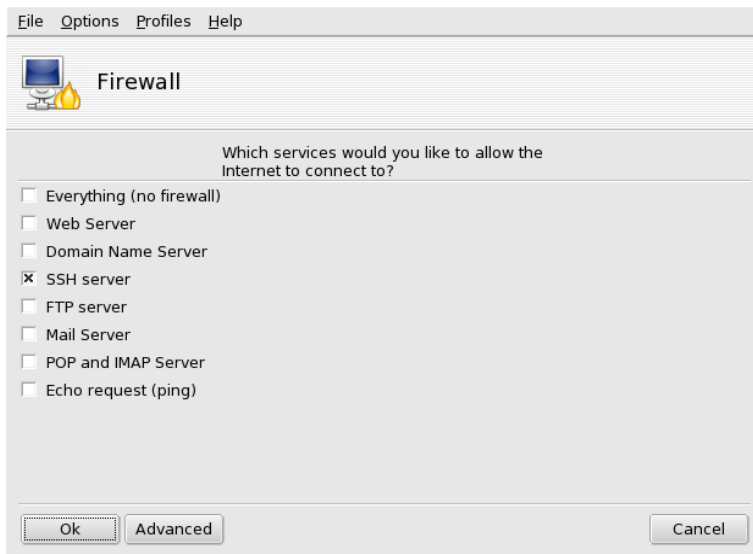 File Options Profiles Help
Firewall
Which services would you like to allow the
Internet to connect to?
Everything (no firewall)
Web Server
Domain Name Server
SSH server
FTP server
Mail Server
POP and IMAP Server
Echo request (ping)
Ok Advanced Cancel